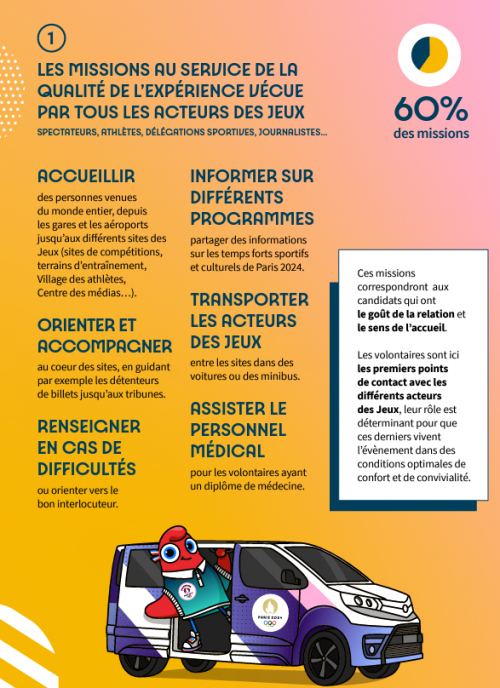 1
LES MISSIONS AU SERVICE DE LA
QUALITÉ DE L'EXPÉRIENCE VÉCUE
PAR TOUS LES ACTEURS DES JEUX
SPECTATEURS, ATHLÈTES, DÉLÉGATIONS SPORTIVES, JOURNALISTES...
60%
des missions
ACCUEILLIR
des personnes venues
du monde entier, depuis
les gares et les aéroports
jusqu'aux différents sites des
Jeux (sites de compétitions,
terrains d'entraînement,
Village des athlètes,
Centre des médias…).
ORIENTER ET
ACCOMPAGNER
au coeur des sites, en guidant
par exemple les détenteurs
de billets jusqu'aux tribunes.
RENSEIGNER
EN CAS DE
DIFFICULTÉS
ou orienter vers le
bon interlocuteur.
INFORMER SUR
DIFFÉRENTS
PROGRAMMES
partager des informations
sur les temps forts sportifs
et culturels de Paris 2024.
TRANSPORTER
LES ACTEURS
DES JEUX
entre les sites dans des
voitures ou des minibus.
ASSISTER LE
PERSONNEL
MÉDICAL
pour les volontaires ayant
un diplôme de médecine.
Ces missions
correspondront aux
candidats qui ont
le goût de la relation et
le sens de l'accueil.
Les volontaires sont ici
les premiers points
de contact avec les
différents acteurs
des Jeux, leur rôle est
déterminant pour que
ces derniers vivent
l'évènement dans des
conditions optimales de
confort et de convivialité.
PARIS 2024